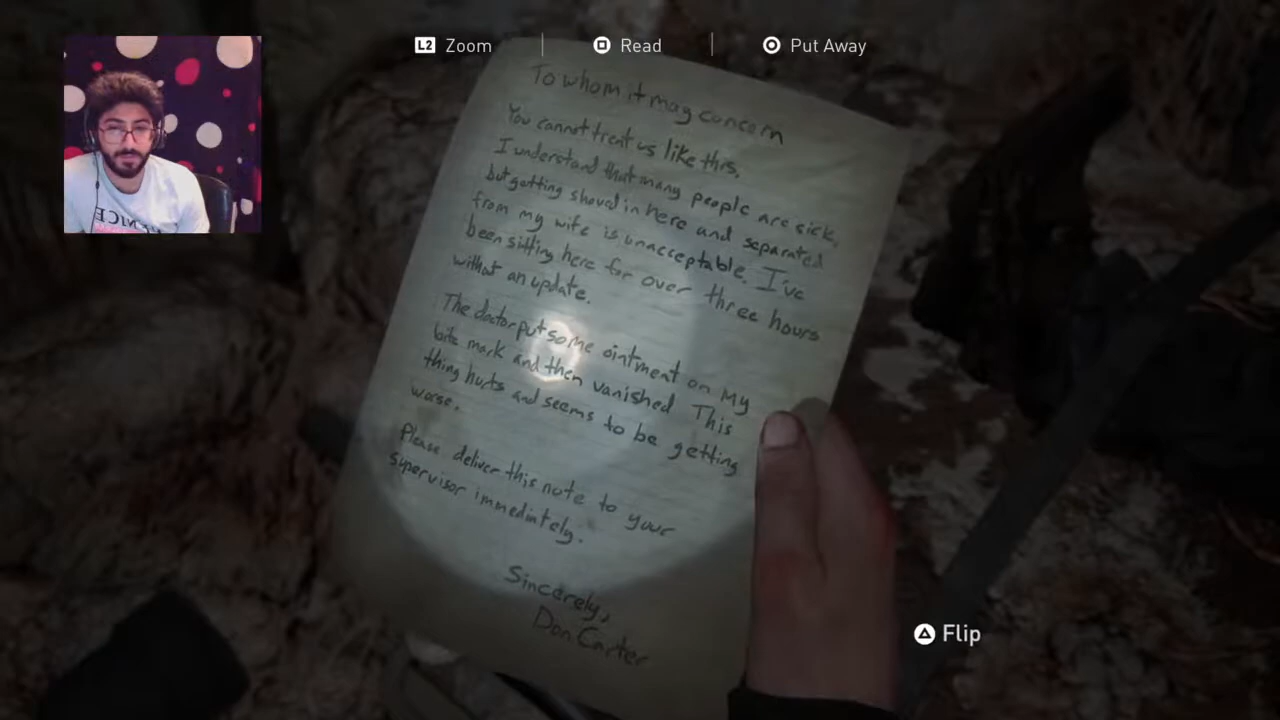 L2 Zoom
Read
Put Away
To whom it may concern
You cannot treat us like this.
I understand that many people are sick,
but getting shoved in here and separated
from my wife is unacceptable. I've
been sitting here for over three hours
without an update.
The doctor put some ointment on my
bite mark and then vanished This
thing hurts and seems to be getting
worse.
Please deliver this note to your
supervisor immediately.
Sincerely,
Don Carter
Flip